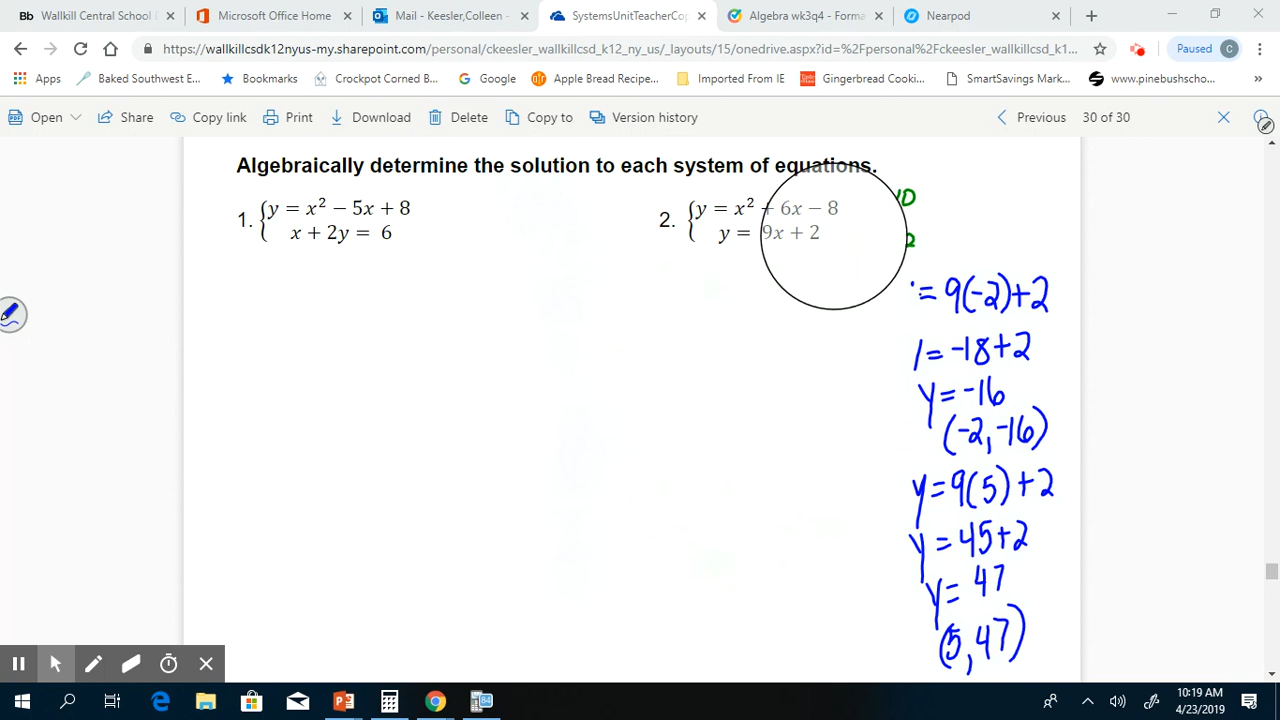 Bb Wallkill Central School × Microsoft Office Home × Mail - Keesler,Colleen - × SystemsUnitTeacherCop × Algebra wk3q4 - Forma × Nearpod ×
https://wallkillcsdk12nyus-my.sharepoint.com/personal/ckeesler_wallkillcsd_k12_ny_us/_layouts/15/onedrive.aspx?id=%2Fpersonal%2Fckeesler_wallkillcsd_k1... Paused C
Apps Baked Southwest E... Bookmarks Crockpot Corned B... Google Apple Bread Recipe... Imported From IE Gingerbread Cooki... SmartSavings Mark... www.pinebushscho...
Open Share Copy link Print Download Delete Copy to Version history Previous 30 of 30
Algebraically determine the solution to each system of equations.
1. {y = x² − 5x + 8
x + 2y = 6
2. {y = x² + 6x − 8
y = 9x + 2
10
2
= 9(-2)+2
= -18+2
y = -16
(-2, -16)
y = 9(5)+2
y = 45+2
y = 47
(5, 47)
10:19 AM
4/23/2019